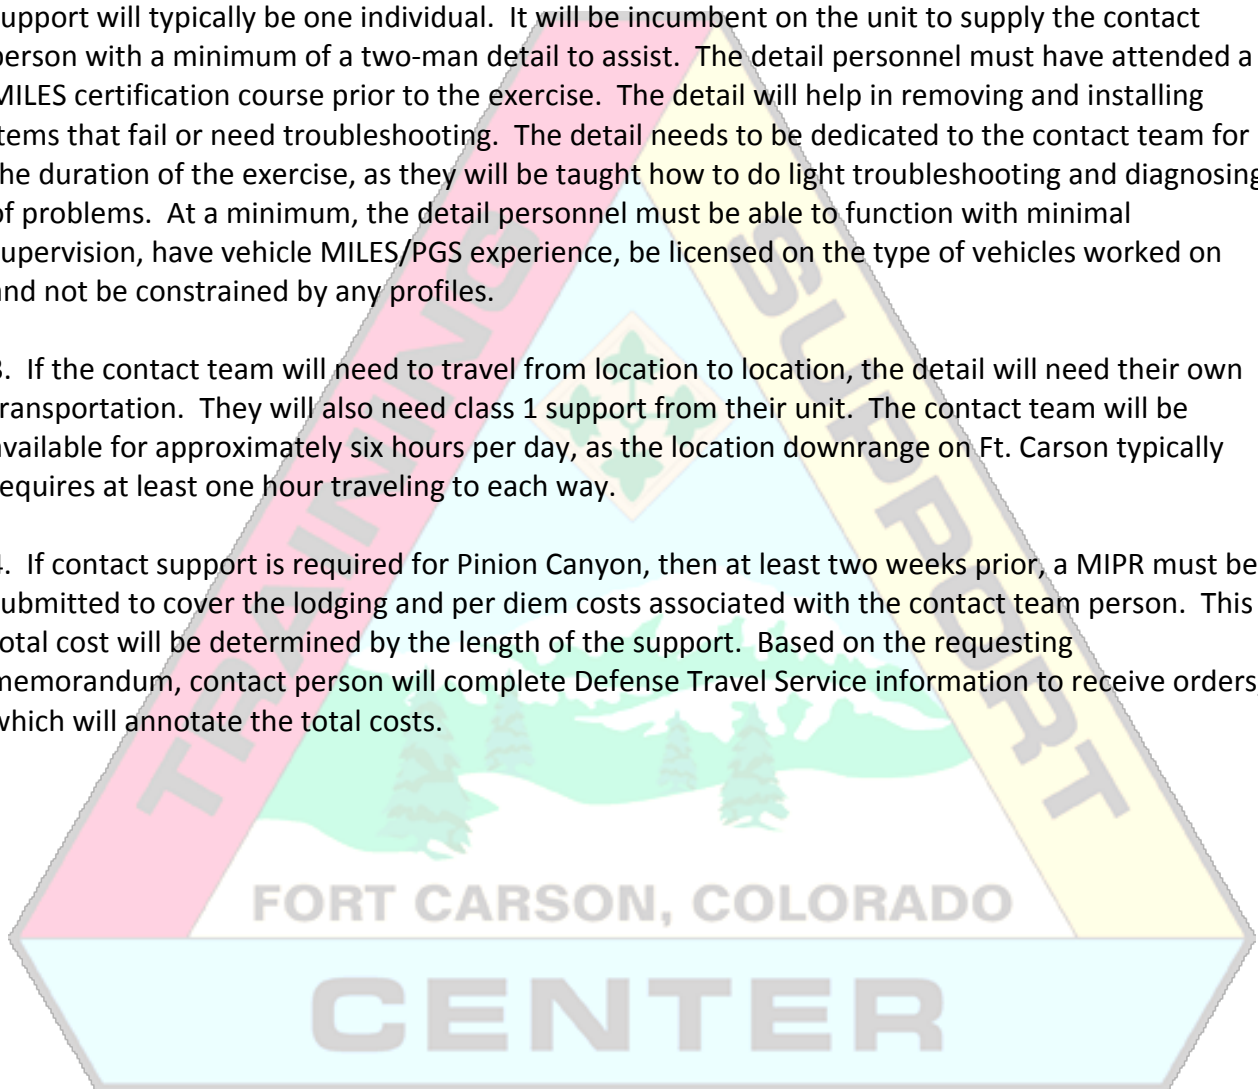 support will typically be one individual.  It will be incumbent on the unit to supply the contact
person with a minimum of a two-man detail to assist.  The detail personnel must have attended a
MILES certification course prior to the exercise.  The detail will help in removing and installing
items that fail or need troubleshooting.  The detail needs to be dedicated to the contact team for
the duration of the exercise, as they will be taught how to do light troubleshooting and diagnosing
of problems.  At a minimum, the detail personnel must be able to function with minimal
supervision, have vehicle MILES/PGS experience, be licensed on the type of vehicles worked on
and not be constrained by any profiles.
3.  If the contact team will need to travel from location to location, the detail will need their own
transportation.  They will also need class 1 support from their unit.  The contact team will be
available for approximately six hours per day, as the location downrange on Ft. Carson typically
requires at least one hour traveling to each way.
4.  If contact support is required for Pinion Canyon, then at least two weeks prior, a MIPR must be
submitted to cover the lodging and per diem costs associated with the contact team person.  This
total cost will be determined by the length of the support.  Based on the requesting
memorandum, contact person will complete Defense Travel Service information to receive orders
which will annotate the total costs.
TRAINING
SUPPORT
FORT CARSON, COLORADO
CENTER